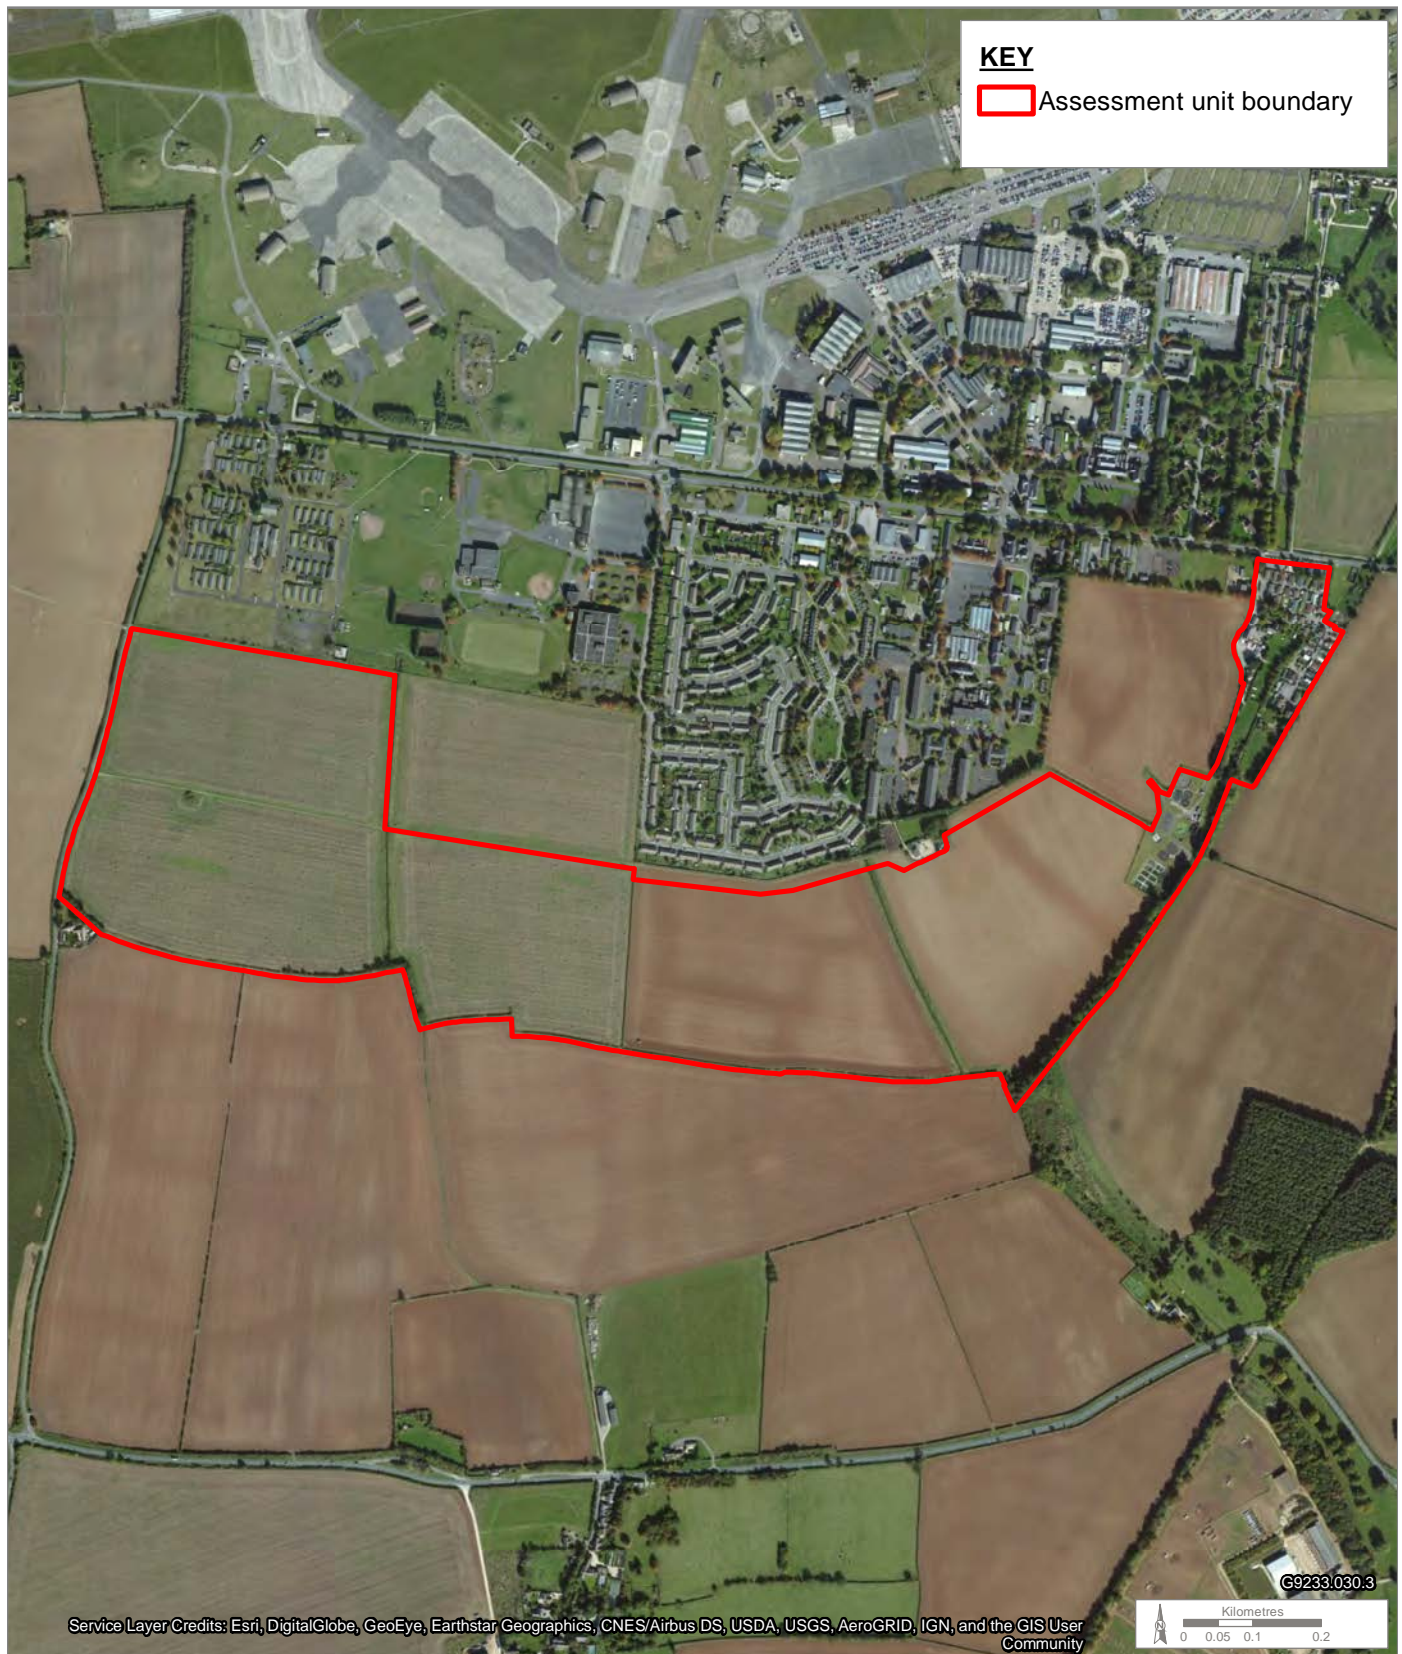 KEY
Assessment unit boundary
G9233.030.3
Service Layer Credits: Esri, DigitalGlobe, GeoEye, Earthstar Geographics, CNES/Airbus DS, USDA, USGS, AeroGRID, IGN, and the GIS User
Community
N
Kilometres
0 0.05 0.1 0.2